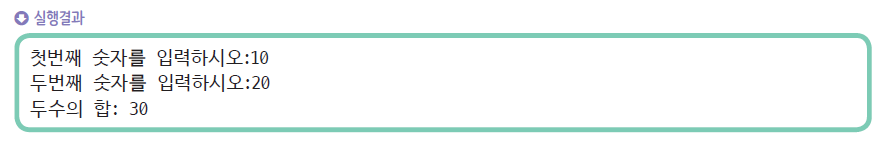 실행결과
첫번째 숫자를 입력하시오:10
두번째 숫자를 입력하시오:20
두수의 합: 30